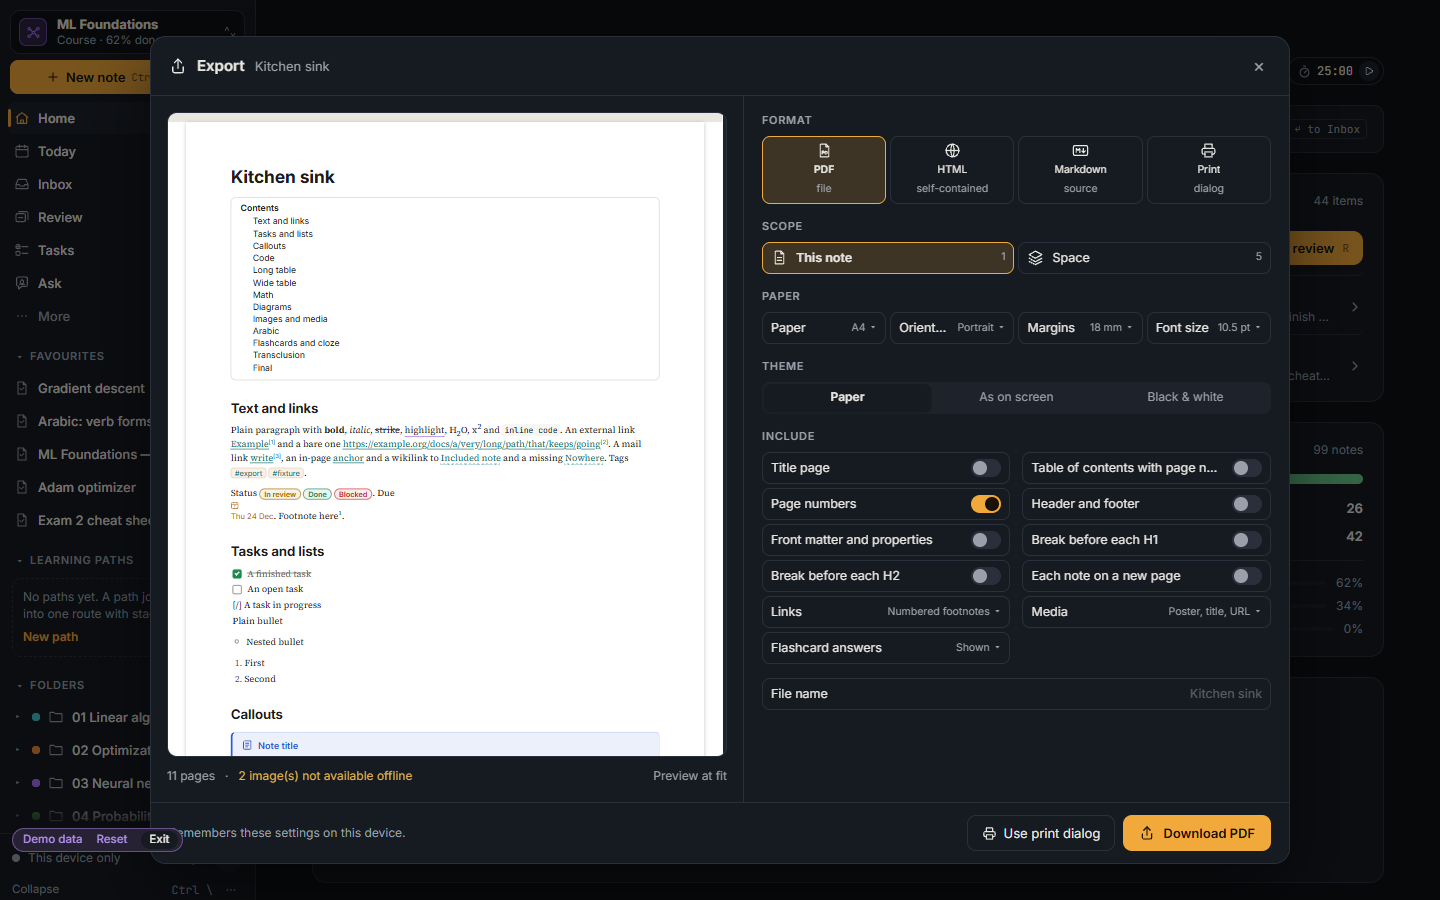 ML Foundations
Course · 62% done
New note Ctr
Home
Today
Inbox
Review
Tasks
Ask
More
FAVOURITES
Gradient descent
Arabic: verb forms
ML Foundations —
Adam optimizer
Exam 2 cheat shee
LEARNING PATHS
No paths yet. A path jo
into one route with sta
New path
FOLDERS
01 Linear alg
02 Optimizat
03 Neural ne
04 Probabilit
Demo data Reset Exit
This device only
Collapse Ctrl \ ...
Export Kitchen sink
Kitchen sink
Contents
Text and links
Tasks and lists
Callouts
Code
Long table
Wide table
Math
Diagrams
Images and media
Arabic
Flashcards and cloze
Transclusion
Final
Text and links
Plain paragraph with bold, italic, strike, highlight, H2O, x2 and inline code. An external link
Example[1] and a bare one https://example.org/docs/a/very/long/path/that/keeps/going[2]. A mail
link write[3], an in-page anchor and a wikilink to Included note and a missing Nowhere. Tags
#export #fixture.
Status In review Done Blocked. Due
Thu 24 Dec. Footnote here1.
Tasks and lists
A finished task
An open task
[/] A task in progress
Plain bullet
Nested bullet
1. First
2. Second
Callouts
Note title
11 pages · 2 image(s) not available offline Preview at fit
FORMAT
PDF
file
HTML
self-contained
Markdown
source
Print
dialog
SCOPE
This note 1
Space 5
PAPER
Paper A4
Orient... Portrait
Margins 18 mm
Font size 10.5 pt
THEME
Paper
As on screen
Black & white
INCLUDE
Title page
Table of contents with page n...
Page numbers
Header and footer
Front matter and properties
Break before each H1
Break before each H2
Each note on a new page
Links Numbered footnotes
Media Poster, title, URL
Flashcard answers Shown
File name Kitchen sink
emembers these settings on this device.
Use print dialog
Download PDF
25:00
↵ to Inbox
44 items
review R
inish ...
cheat...
99 notes
26
42
62%
34%
0%